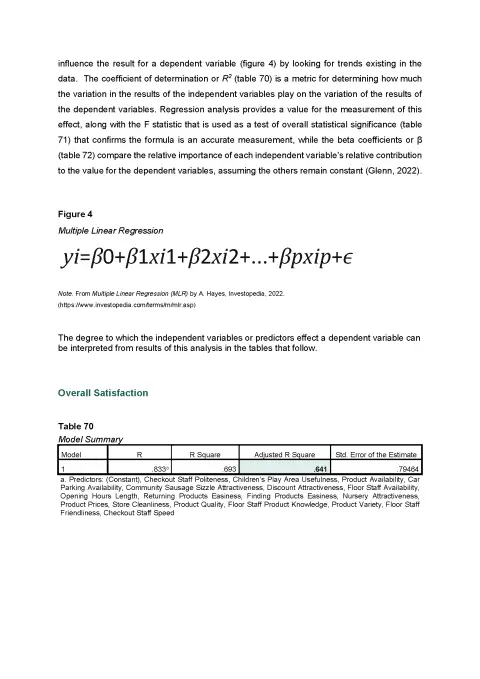 influence the result for a dependent variable (figure 4) by looking for trends existing in the
data.  The coefficient of determination or R² (table 70) is a metric for determining how much
the variation in the results of the independent variables play on the variation of the results of
the dependent variables. Regression analysis provides a value for the measurement of this
effect, along with the F statistic that is used as a test of overall statistical significance (table
71) that confirms the formula is an accurate measurement, while the beta coefficients or β
(table 72) compare the relative importance of each independent variable's relative contribution
to the value for the dependent variables, assuming the others remain constant (Glenn, 2022).
Figure 4
Multiple Linear Regression
yi=β0+β1xi1+β2xi2+...+βpxip+ϵ
Note. From Multiple Linear Regression (MLR) by A. Hayes, Investopedia, 2022.
(https://www.investopedia.com/terms/m/mlr.asp)
The degree to which the independent variables or predictors effect a dependent variable can
be interpreted from results of this analysis in the tables that follow.
Overall Satisfaction
Table 70
Model Summary
Model R R Square Adjusted R Square Std. Error of the Estimate
1 .833ᵃ .693 .641 .79464
a. Predictors: (Constant), Checkout Staff Politeness, Children's Play Area Usefulness, Product Availability, Car
Parking Availability, Community Sausage Sizzle Attractiveness, Discount Attractiveness, Floor Staff Availability,
Opening Hours Length, Returning Products Easiness, Finding Products Easiness, Nursery Attractiveness,
Product Prices, Store Cleanliness, Product Quality, Floor Staff Product Knowledge, Product Variety, Floor Staff
Friendliness, Checkout Staff Speed